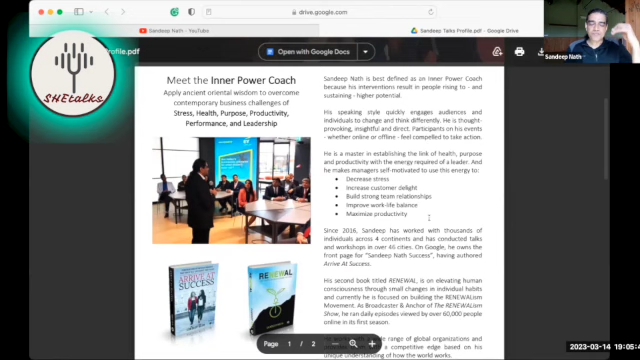 drive.google.com
Sandeep Nath - YouTube
Sandeep Talks Profile.pdf - Google Drive
Profile.pdf
Open with Google Docs
Sandeep Nath
SHEtalks
Meet the Inner Power Coach
Apply ancient oriental wisdom to overcome
contemporary business challenges of
Stress, Health, Purpose, Productivity,
Performance, and Leadership
ARRIVE AT
SUCCESS
RENEWAL
Sandeep Nath is best defined as an Inner Power Coach
because his interventions result in people rising to - and
sustaining - higher potential.
His speaking style quickly engages audiences and
individuals to change and think differently. He is thought-
provoking, insightful and direct. Participants on his events
- whether online or offline - feel compelled to take action.
He is a master in establishing the link of health, purpose
and productivity with the energy required of a leader. And
he makes managers self-motivated to use this energy to:
• Decrease stress
• Increase customer delight
• Build strong team relationships
• Improve work-life balance
• Maximize productivity
Since 2016, Sandeep has worked with thousands of
individuals across 4 continents and has conducted talks
and workshops in over 46 cities. On Google, he owns the
front page for "Sandeep Nath Success", having authored
Arrive At Success.
His second book titled RENEWAL, is on elevating human
consciousness through small changes in individual habits
and currently he is focused on building the RENEWALism
Movement. As Broadcaster & Anchor of The RENEWALism
Show, he ran daily episodes viewed by over 60,000 people
online in its first season.
range of global organizations and
a competitive edge based on his
unique understanding of how the world works.
Page 1 / 2
2023-03-14 19:05:4